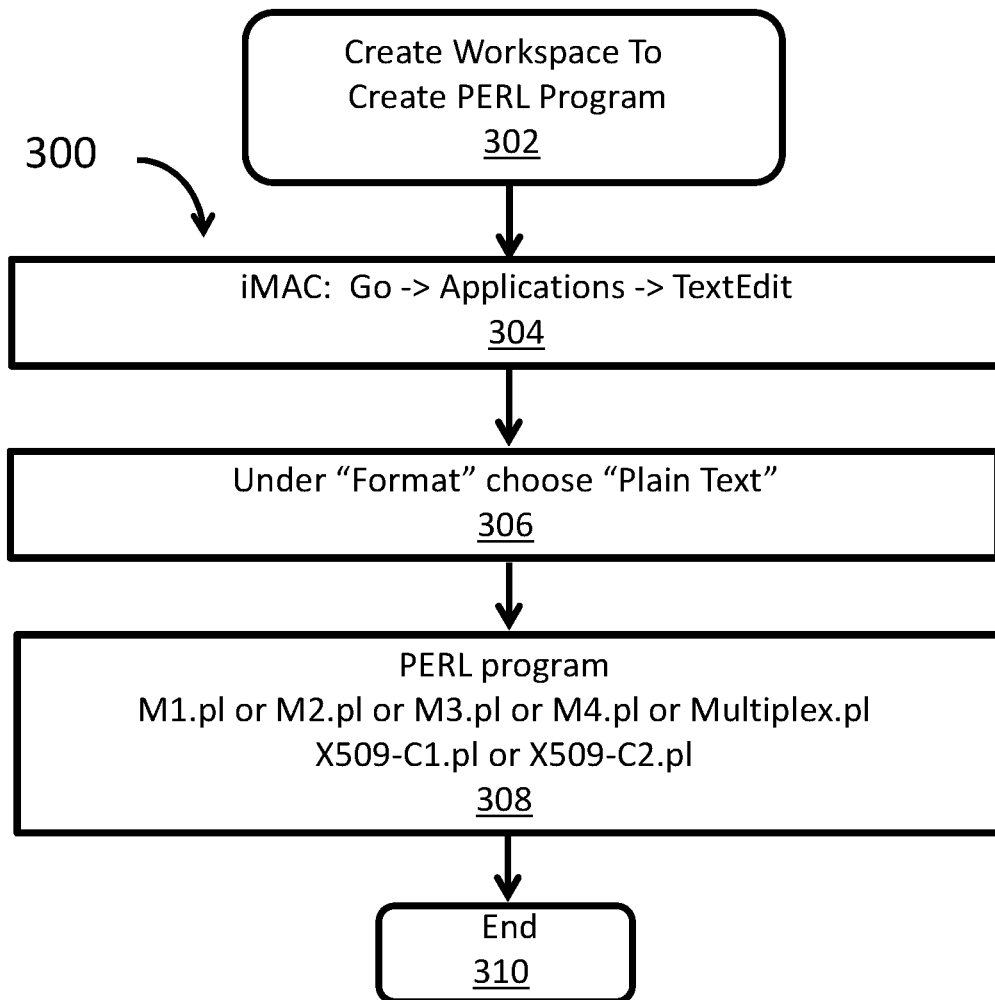 Create Workspace To
Create PERL Program
302
300
iMAC:  Go -> Applications -> TextEdit
304
Under “Format” choose “Plain Text”
306
PERL program
M1.pl or M2.pl or M3.pl or M4.pl or Multiplex.pl
X509-C1.pl or X509-C2.pl
308
End
310